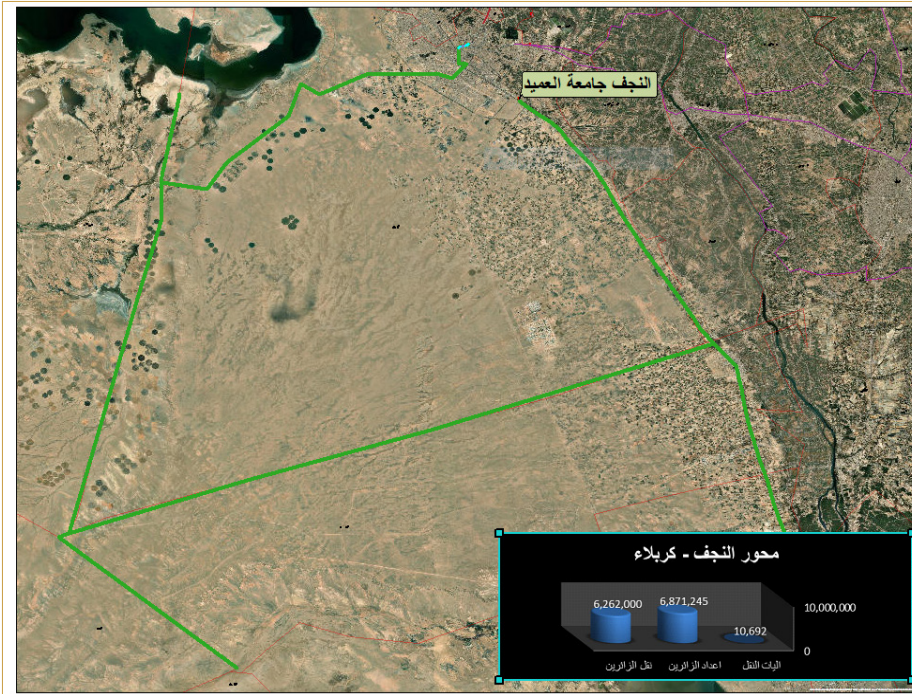 النجف جامعة العميد
محور النجف - كربلاء
10,000,000
6,262,000
6,871,245
10,692
0
نقل الزائرين
اعداد الزائرين
اليات النقل